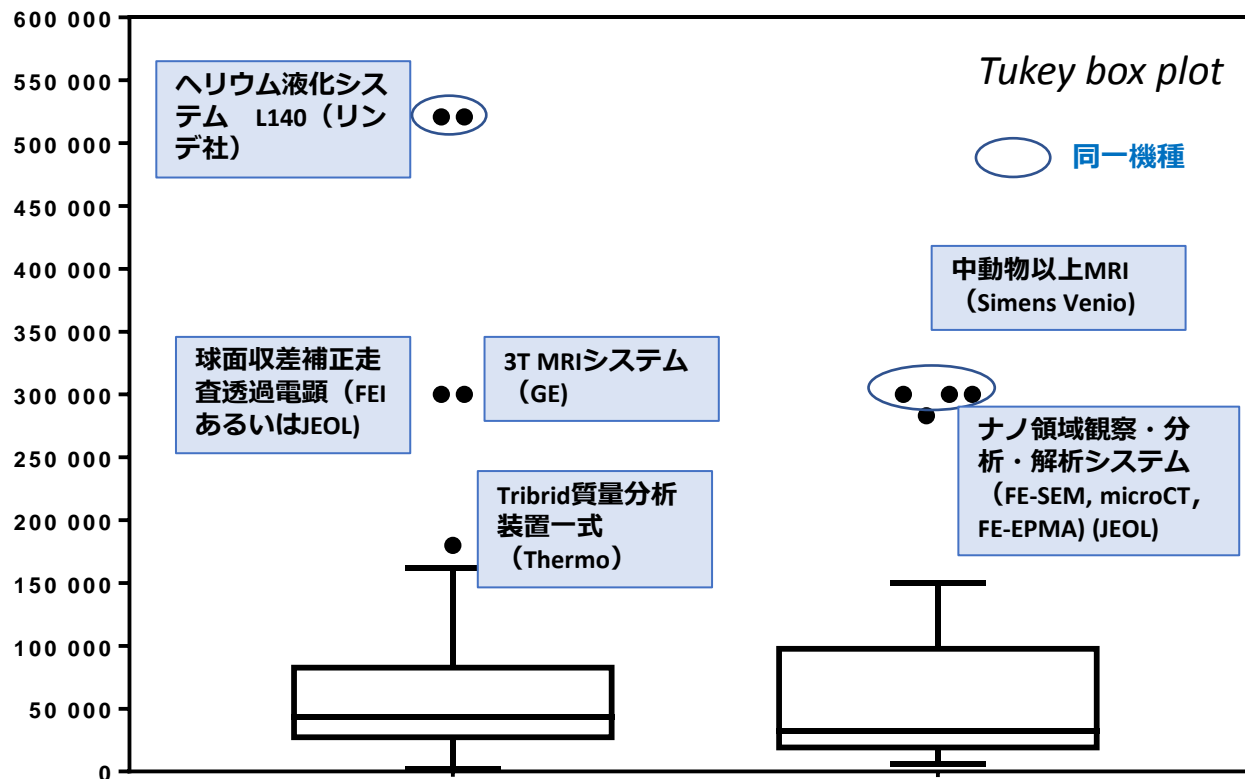 600 000
550 000
500 000
450 000
400 000
350 000
300 000
250 000
200 000
150 000
100 000
50 000
0
Tukey box plot
同一機種
ヘリウム液化シス
テム　L140（リン
デ社）
中動物以上MRI
（Simens Venio)
球面収差補正走
査透過電顕（FEI
あるいはJEOL)
3T MRIシステム
（GE)
Tribrid質量分析
装置一式
（Thermo）
ナノ領域観察・分
析・解析システム
（FE-SEM, microCT,
FE-EPMA) (JEOL)